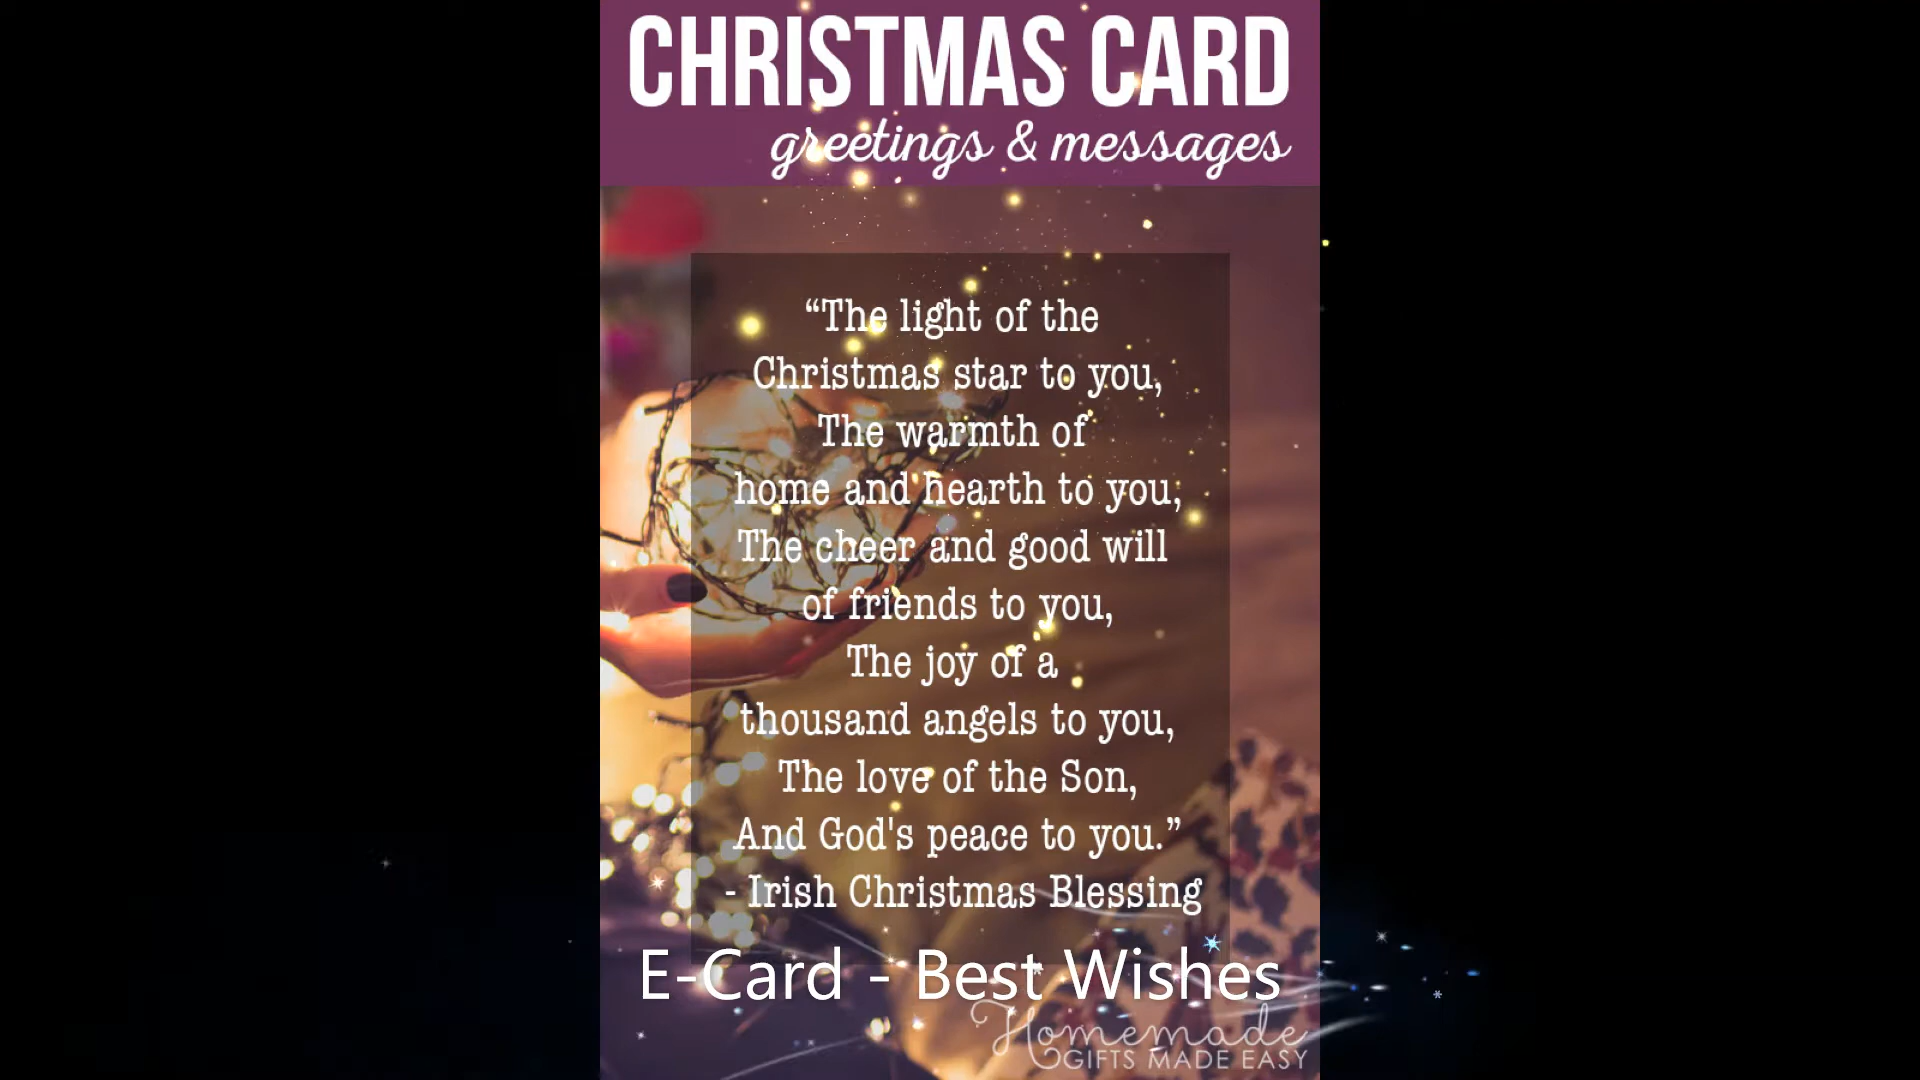 CHRISTMAS CARD
greetings & messages
“The light of the
Christmas star to you,
The warmth of
home and hearth to you,
The cheer and good will
of friends to you,
The joy of a
thousand angels to you,
The love of the Son,
And God's peace to you.”
- Irish Christmas Blessing
E-Card - Best Wishes
Homemade
GIFTS MADE EASY